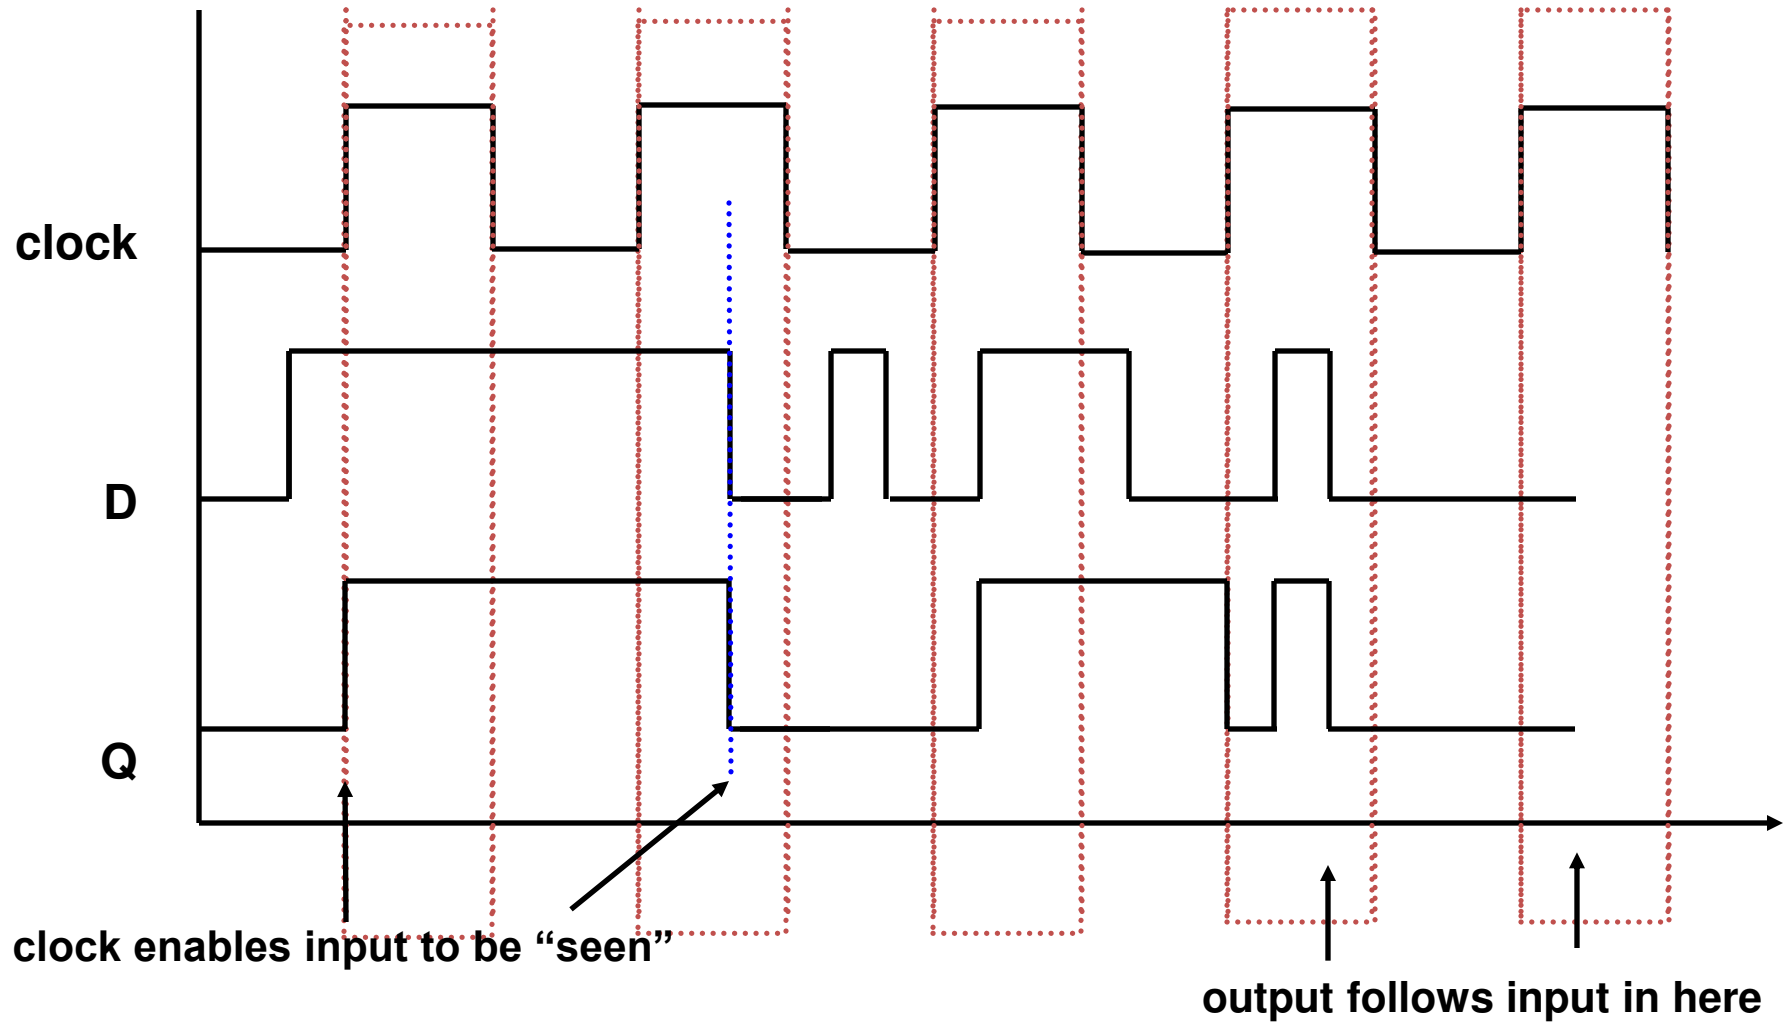 clock
D
Q
clock enables input to be “seen”
output follows input in here